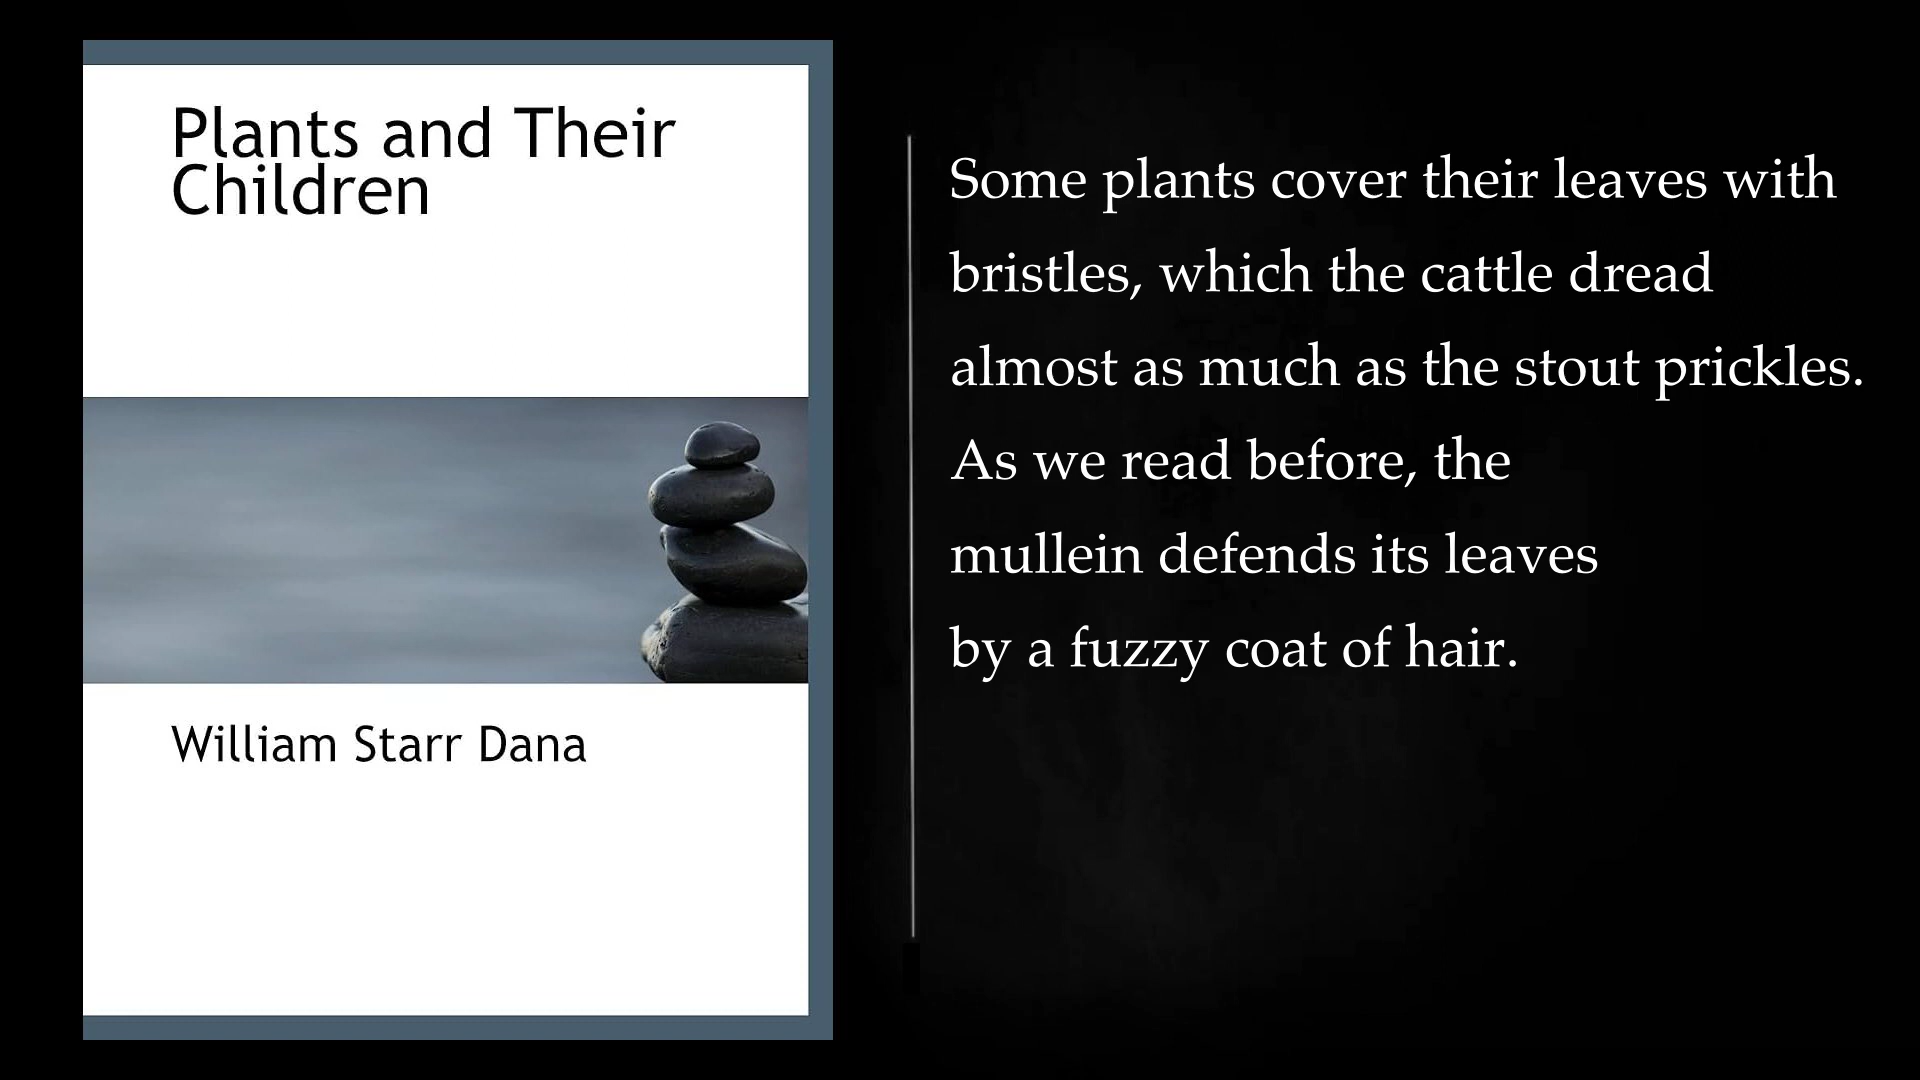 Plants and Their
Children
William Starr Dana
Some plants cover their leaves with
bristles, which the cattle dread
almost as much as the stout prickles.
As we read before, the
mullein defends its leaves
by a fuzzy coat of hair.